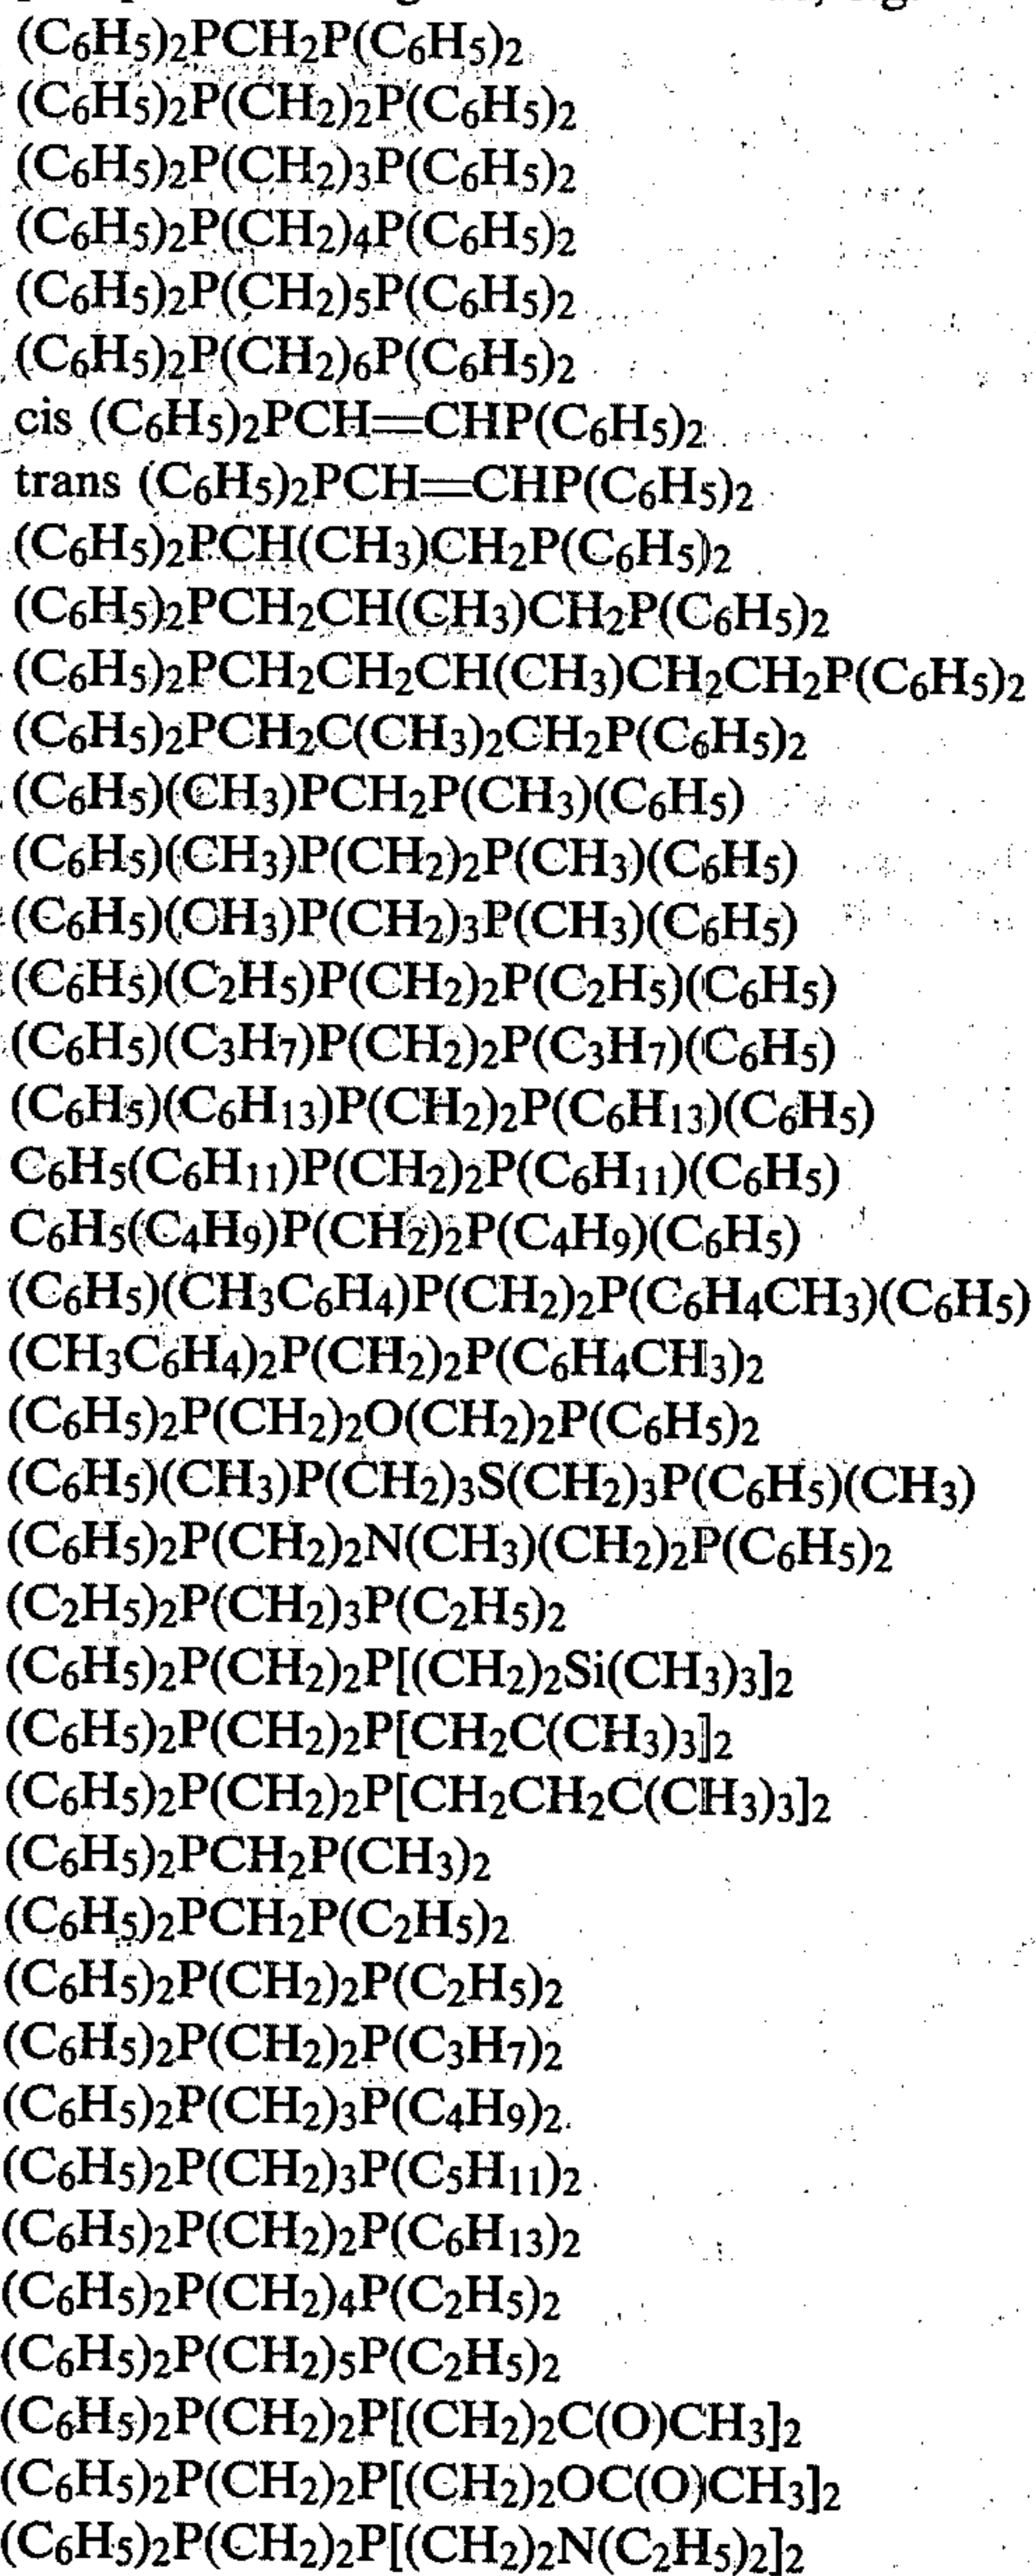 (C6H5)2PCH2P(C6H5)2
(C6H5)2P(CH2)2P(C6H5)2
(C6H5)2P(CH2)3P(C6H5)2
(C6H5)2P(CH2)4P(C6H5)2
(C6H5)2P(CH2)5P(C6H5)2
(C6H5)2P(CH2)6P(C6H5)2
cis (C6H5)2PCH=CHP(C6H5)2
trans (C6H5)2PCH=CHP(C6H5)2
(C6H5)2PCH(CH3)CH2P(C6H5)2
(C6H5)2PCH2CH(CH3)CH2P(C6H5)2
(C6H5)2PCH2CH2CH(CH3)CH2CH2P(C6H5)2
(C6H5)2PCH2C(CH3)2CH2P(C6H5)2
(C6H5)(CH3)PCH2P(CH3)(C6H5)
(C6H5)(CH3)P(CH2)2P(CH3)(C6H5)
(C6H5)(CH3)P(CH2)3P(CH3)(C6H5)
(C6H5)(C2H5)P(CH2)2P(C2H5)(C6H5)
(C6H5)(C3H7)P(CH2)2P(C3H7)(C6H5)
(C6H5)(C6H13)P(CH2)2P(C6H13)(C6H5)
C6H5(C6H11)P(CH2)2P(C6H11)(C6H5)
C6H5(C4H9)P(CH2)2P(C4H9)(C6H5)
(C6H5)(CH3C6H4)P(CH2)2P(C6H4CH3)(C6H5)
(CH3C6H4)2P(CH2)2P(C6H4CH3)2
(C6H5)2P(CH2)2O(CH2)2P(C6H5)2
(C6H5)(CH3)P(CH2)3S(CH2)3P(C6H5)(CH3)
(C6H5)2P(CH2)2N(CH3)(CH2)2P(C6H5)2
(C2H5)2P(CH2)3P(C2H5)2
(C6H5)2P(CH2)2P[(CH2)2Si(CH3)3]2
(C6H5)2P(CH2)2P[CH2C(CH3)3]2
(C6H5)2P(CH2)2P[CH2CH2C(CH3)3]2
(C6H5)2PCH2P(CH3)2
(C6H5)2PCH2P(C2H5)2
(C6H5)2P(CH2)2P(C2H5)2
(C6H5)2P(CH2)2P(C3H7)2
(C6H5)2P(CH2)3P(C4H9)2
(C6H5)2P(CH2)3P(C5H11)2
(C6H5)2P(CH2)2P(C6H13)2
(C6H5)2P(CH2)4P(C2H5)2
(C6H5)2P(CH2)5P(C2H5)2
(C6H5)2P(CH2)2P[(CH2)2C(O)CH3]2
(C6H5)2P(CH2)2P[(CH2)2OC(O)CH3]2
(C6H5)2P(CH2)2P[(CH2)2N(C2H5)2]2